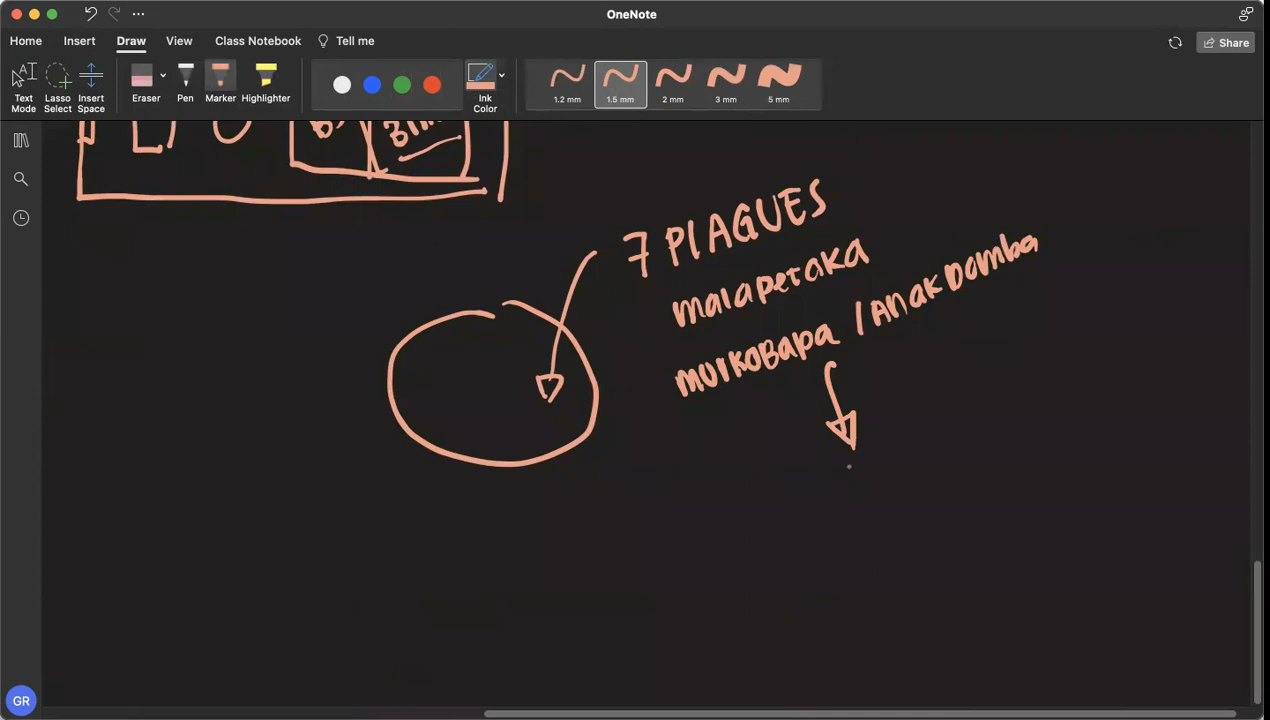 OneNote
Home Insert Draw View Class Notebook Tell me
Share
Text Mode
Lasso Select
Insert Space
Eraser
Pen
Marker
Highlighter
Ink Color
1.2 mm
1.5 mm
2 mm
3 mm
5 mm
7 PLAGUES
malapetaka
murkoBapa / Anak Domba
GR